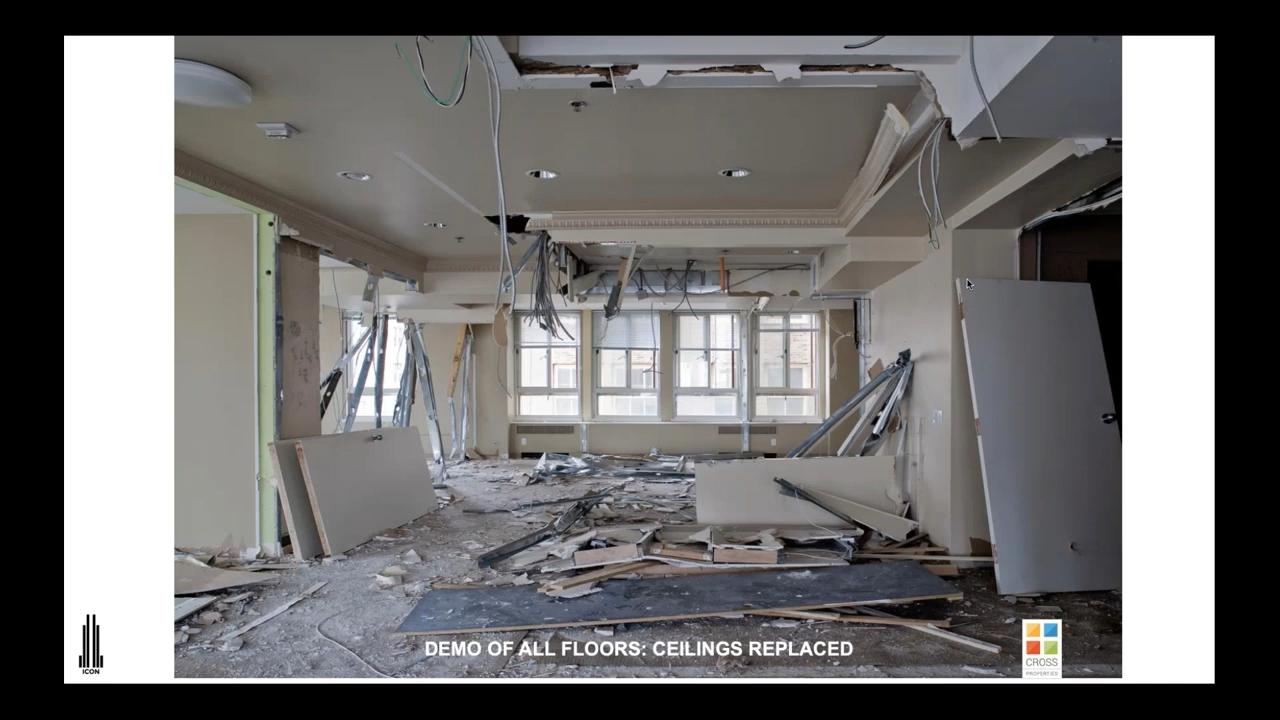 DEMO OF ALL FLOORS: CEILINGS REPLACED
ICON
CROSS
PROPERTIES